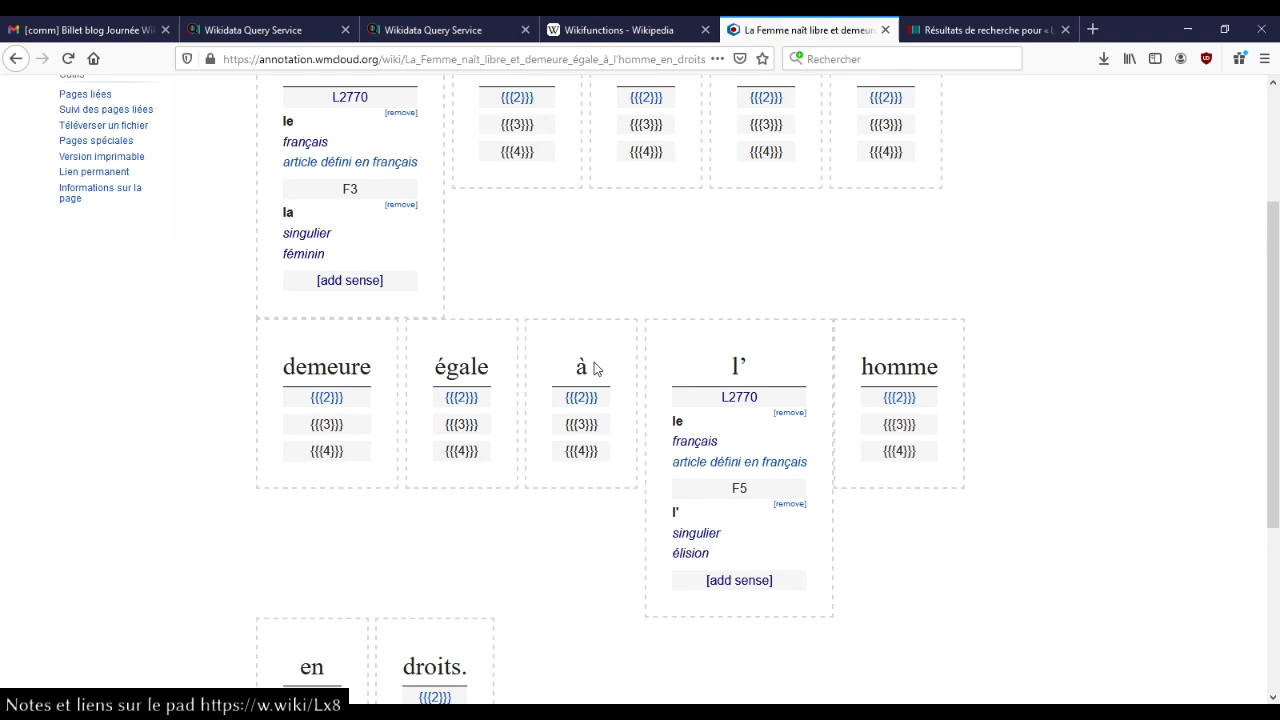 [comm] Billet blog Journée Wi
Wikidata Query Service
Wikidata Query Service
Wikifunctions - Wikipedia
La Femme naît libre et demeur
Résultats de recherche pour « L
https://annotation.wmcloud.org/wiki/La_Femme_naît_libre_et_demeure_égale_à_l'homme_en_droits
Rechercher
Outils
Pages liées
Suivi des pages liées
Téléverser un fichier
Pages spéciales
Version imprimable
Lien permanent
Informations sur la
page
L2770
[remove]
le
français
article défini en français
F3
[remove]
la
singulier
féminin
[add sense]
{{{2}}}
{{{3}}}
{{{4}}}
{{{2}}}
{{{3}}}
{{{4}}}
{{{2}}}
{{{3}}}
{{{4}}}
{{{2}}}
{{{3}}}
{{{4}}}
demeure
{{{2}}}
{{{3}}}
{{{4}}}
égale
{{{2}}}
{{{3}}}
{{{4}}}
à
{{{2}}}
{{{3}}}
{{{4}}}
l’
L2770
[remove]
le
français
article défini en français
F5
[remove]
l'
singulier
élision
[add sense]
homme
{{{2}}}
{{{3}}}
{{{4}}}
en
droits.
{{{2}}}
Notes et liens sur le pad https://w.wiki/Lx8